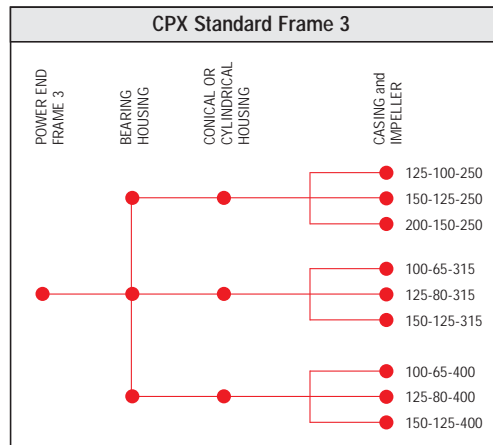 CPX Standard Frame 3
POWER END
FRAME 3
BEARING
HOUSING
CONICAL OR
CYLINDRICAL
HOUSING
CASING and
IMPELLER
125-100-250
150-125-250
200-150-250
100-65-315
125-80-315
150-125-315
100-65-400
125-80-400
150-125-400